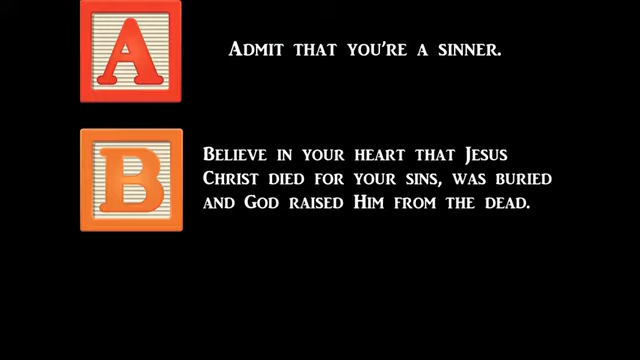 A
Admit that you're a sinner.
B
Believe in your heart that Jesus
Christ died for your sins, was buried
and God raised Him from the dead.